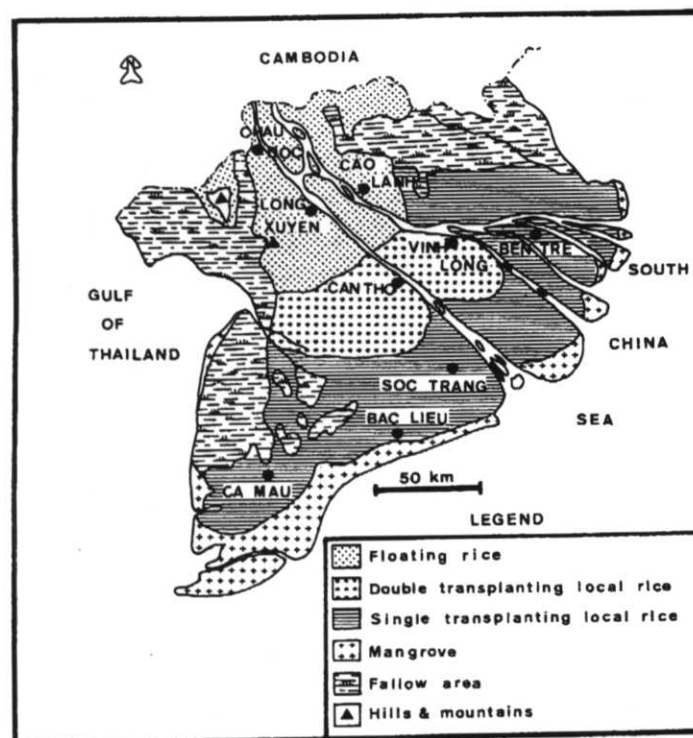 CAMBODIA
CHAU
DOC
CAO
LANH
LONG
XUYEN
VINH
LONG
BEN TRE
CAN THO
SOUTH
CHINA
SEA
GULF
OF
THAILAND
SOC TRANG
BAC LIEU
CA MAU
50 km
LEGEND
Floating rice
Double transplanting local rice
Single transplanting local rice
Mangrove
Fallow area
Hills & mountains